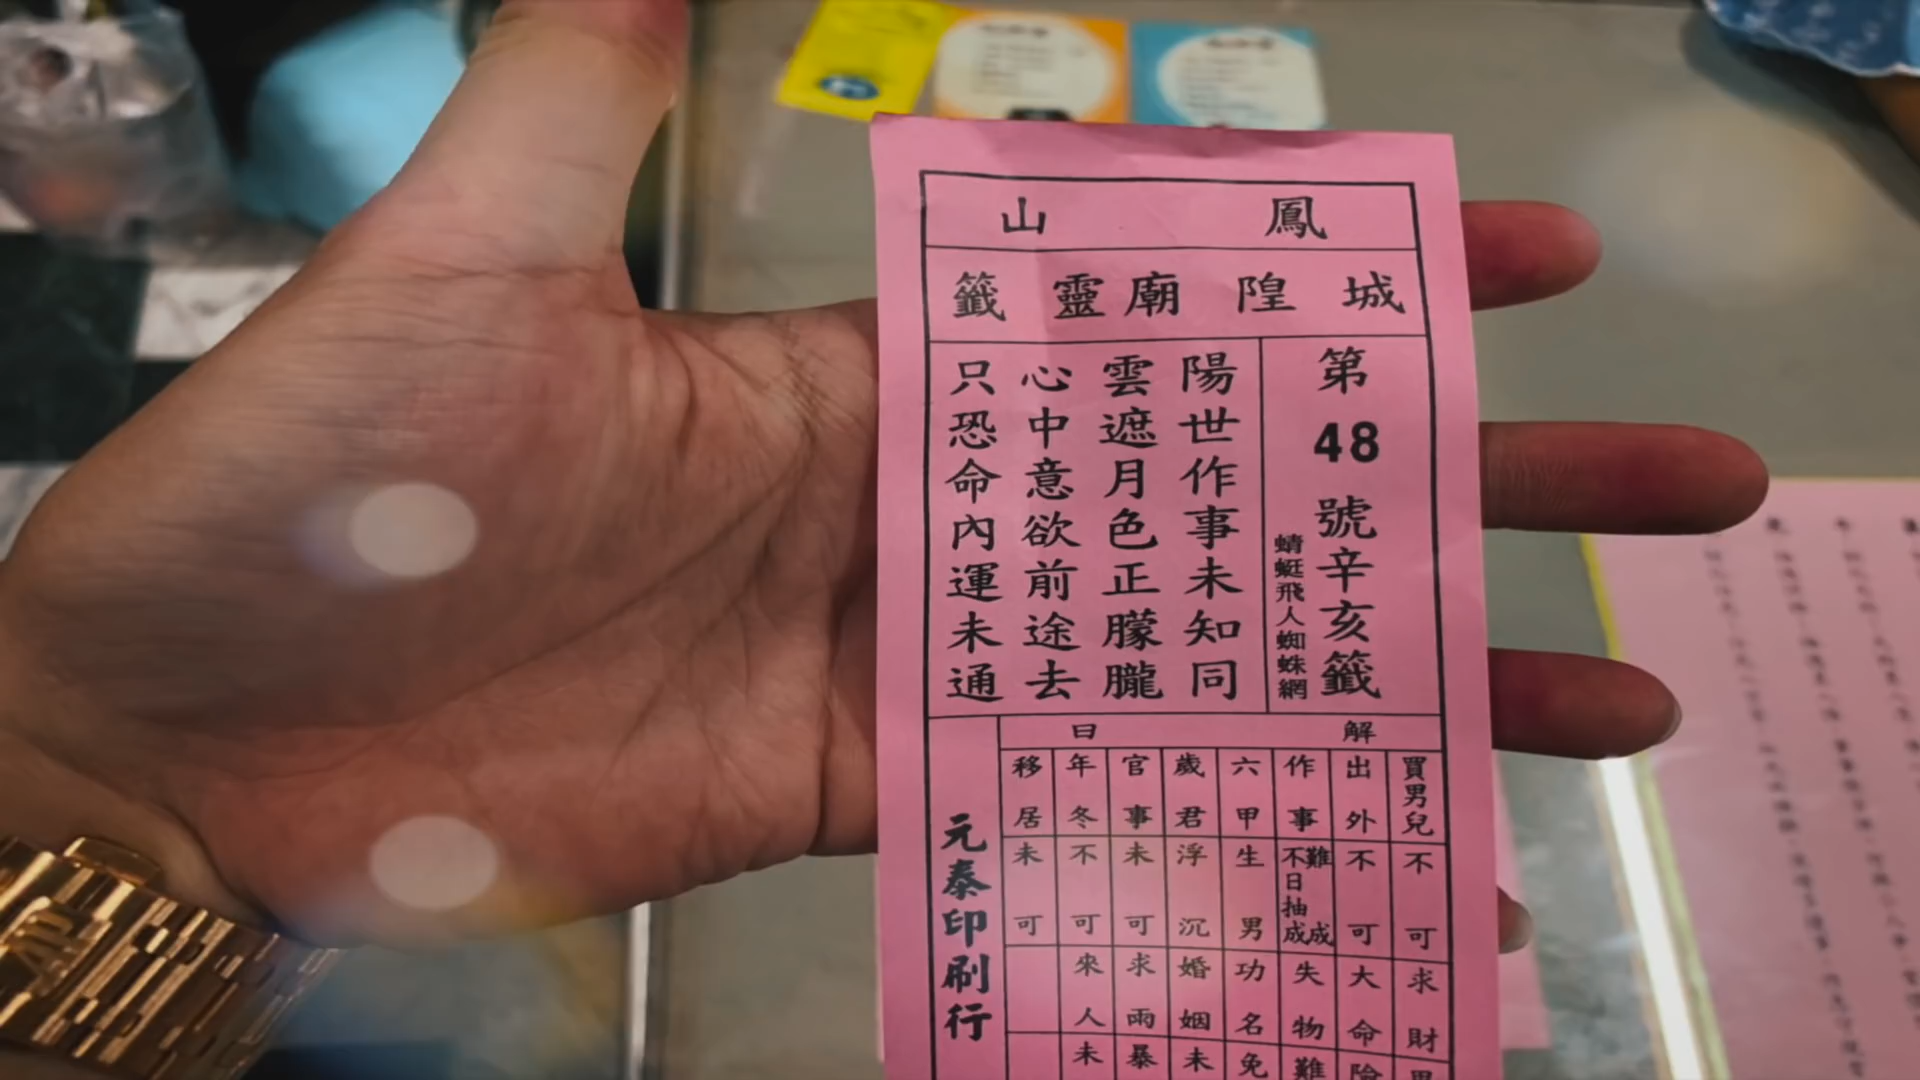 鳳山
城隍廟靈籤
第48號辛亥籤
蜻蜓飛人蜘蛛網
陽世作事未知同
雲遮月色正朦朧
心中意欲前途去
只恐命內運未通
解曰
買男兒 不可
出外 不可
作事 難成 不日抽成
六甲 生男
歲君 浮沉
官事 未可
年冬 不可
移居 未可
求財
大命 險
失物 難
功名 免
婚姻 未
求雨 暴
來人 未
元泰印刷行